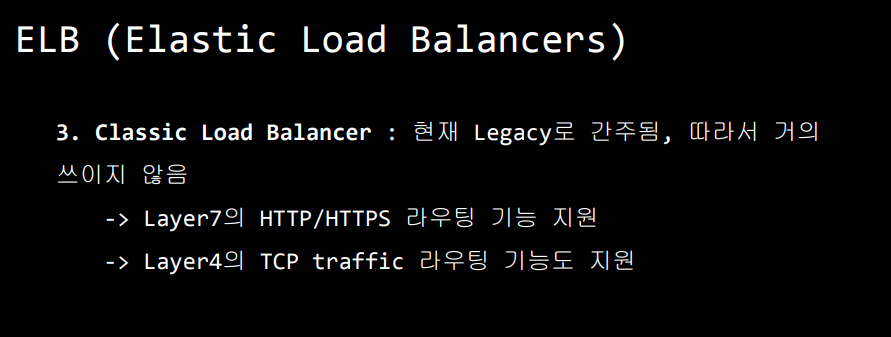 ELB (Elastic Load Balancers)
3. Classic Load Balancer : 현재 Legacy로 간주됨, 따라서 거의
쓰이지 않음
-> Layer7의 HTTP/HTTPS 라우팅 기능 지원
-> Layer4의 TCP traffic 라우팅 기능도 지원